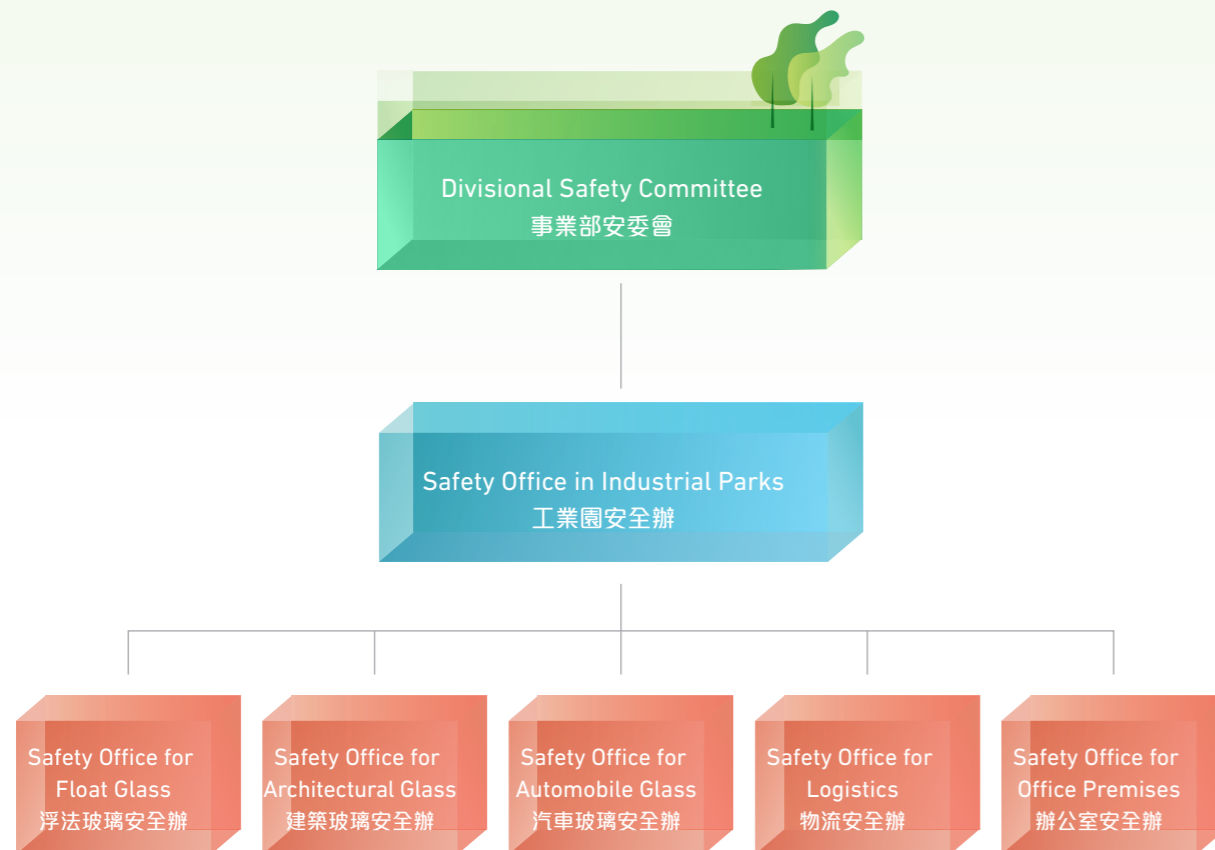 Divisional Safety Committee
事業部安委會
Safety Office in Industrial Parks
工業園安全辦
Safety Office for
Float Glass
浮法玻璃安全辦
Safety Office for
Architectural Glass
建築玻璃安全辦
Safety Office for
Automobile Glass
汽車玻璃安全辦
Safety Office for
Logistics
物流安全辦
Safety Office for
Office Premises
辦公室安全辦